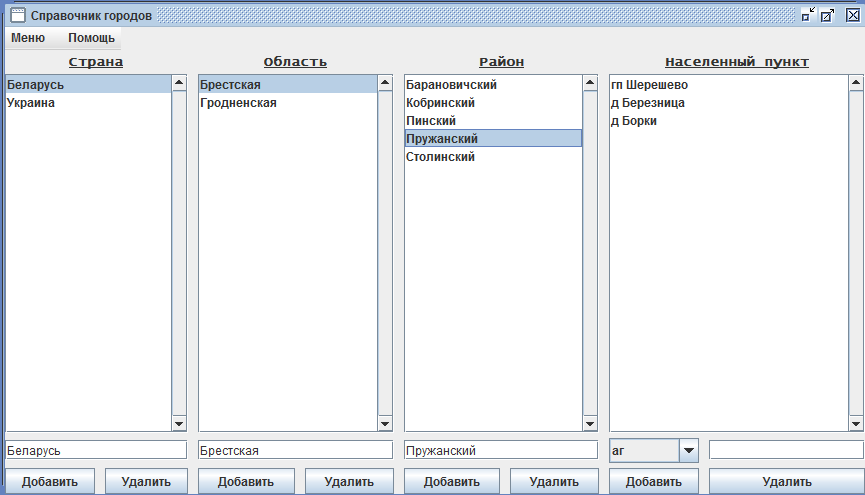 Справочник городов
Меню Помощь
Страна Область Район Населенный пункт
Беларусь Брестская Барановичский гп Шерешево
Украина Гродненская Кобринский д Березница
Пинский д Борки
Пружанский
Столинский
Беларусь Брестская Пружанский аг
Добавить Удалить Добавить Удалить Добавить Удалить Добавить Удалить